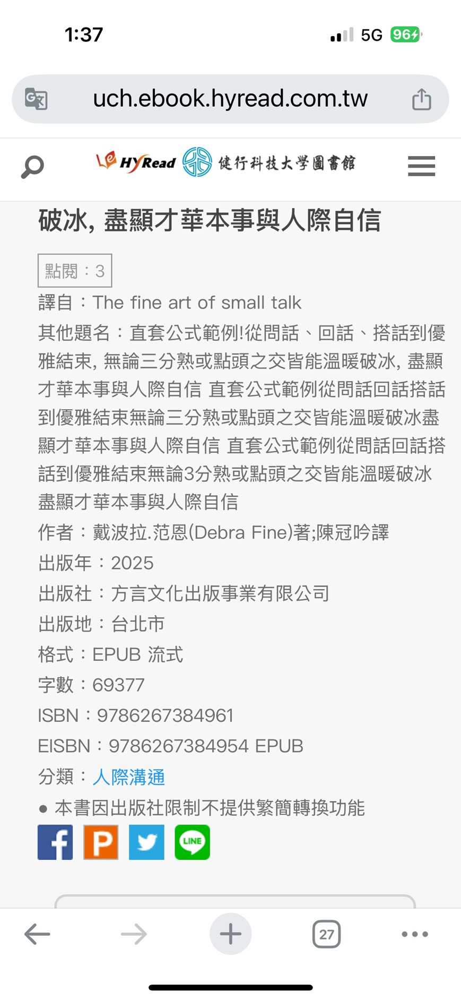 1:37
5G 96
uch.ebook.hyread.com.tw
HyRead 健行科技大學圖書館
破冰, 盡顯才華本事與人際自信
點閱：3
譯自：The fine art of small talk
其他題名：直套公式範例!從問話、回話、搭話到優
雅結束, 無論三分熟或點頭之交皆能溫暖破冰, 盡顯
才華本事與人際自信 直套公式範例從問話回話搭話
到優雅結束無論三分熟或點頭之交皆能溫暖破冰盡
顯才華本事與人際自信 直套公式範例從問話回話搭
話到優雅結束無論3分熟或點頭之交皆能溫暖破冰
盡顯才華本事與人際自信
作者：戴波拉.范恩(Debra Fine)著;陳冠吟譯
出版年：2025
出版社：方言文化出版事業有限公司
出版地：台北市
格式：EPUB 流式
字數：69377
ISBN：9786267384961
EISBN：9786267384954 EPUB
分類：人際溝通
● 本書因出版社限制不提供繁簡轉換功能
f P LINE
27